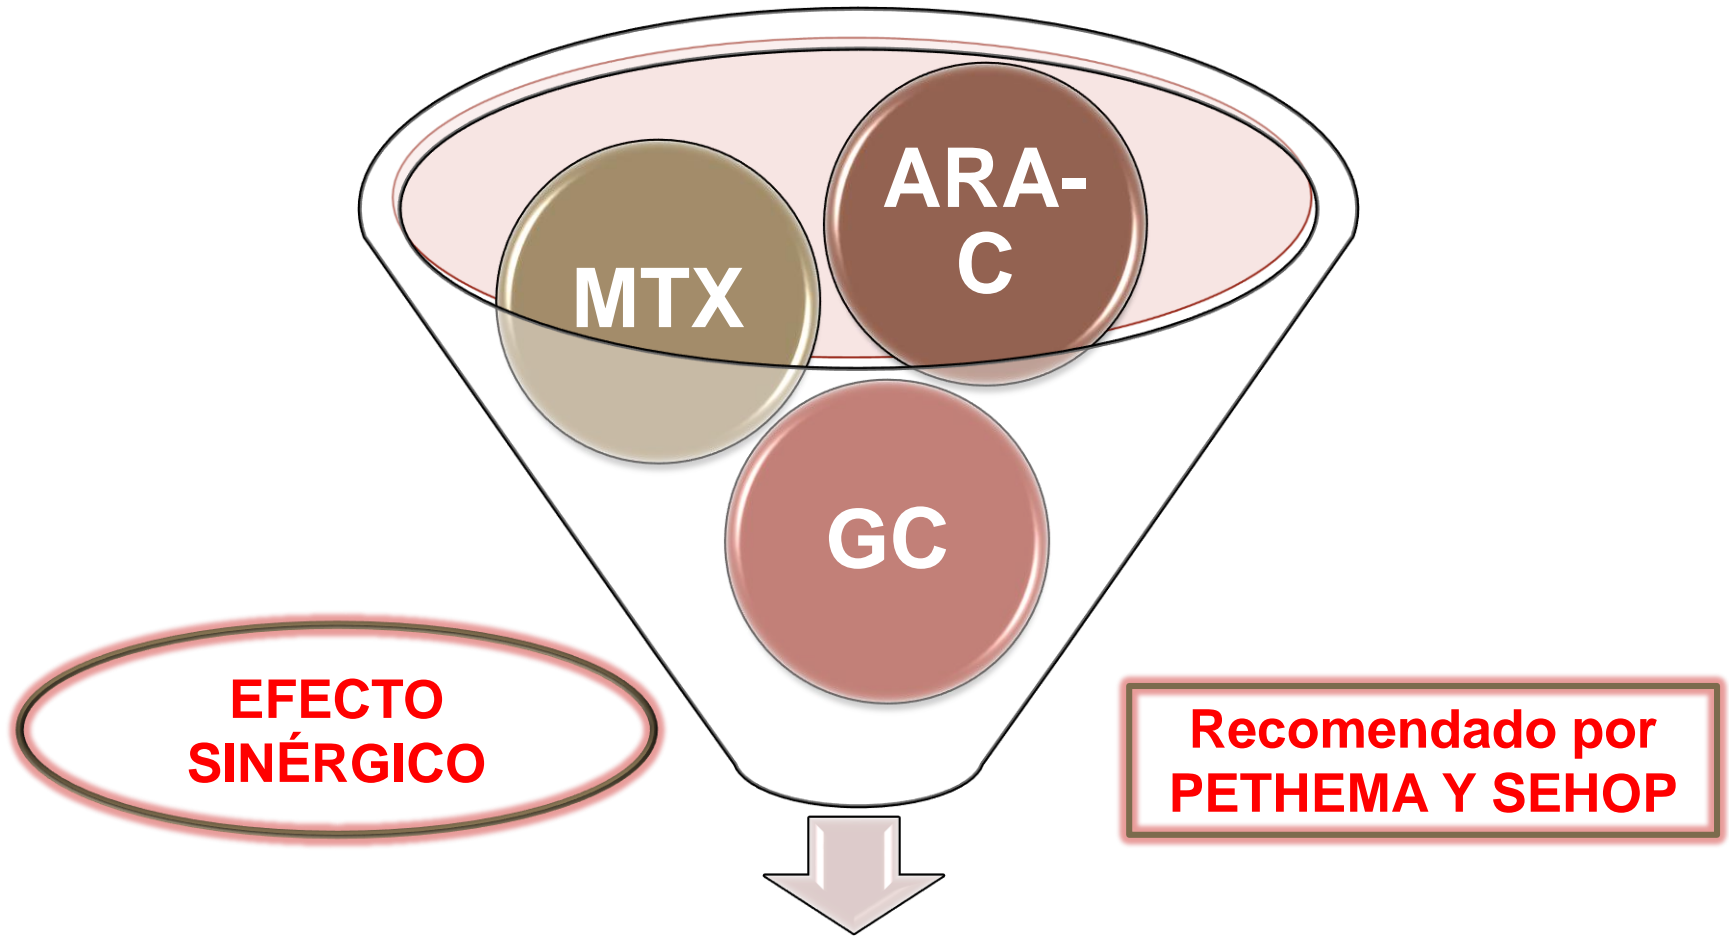 ARA-
C
MTX
GC
EFECTO
SINÉRGICO
Recomendado por
PETHEMA Y SEHOP